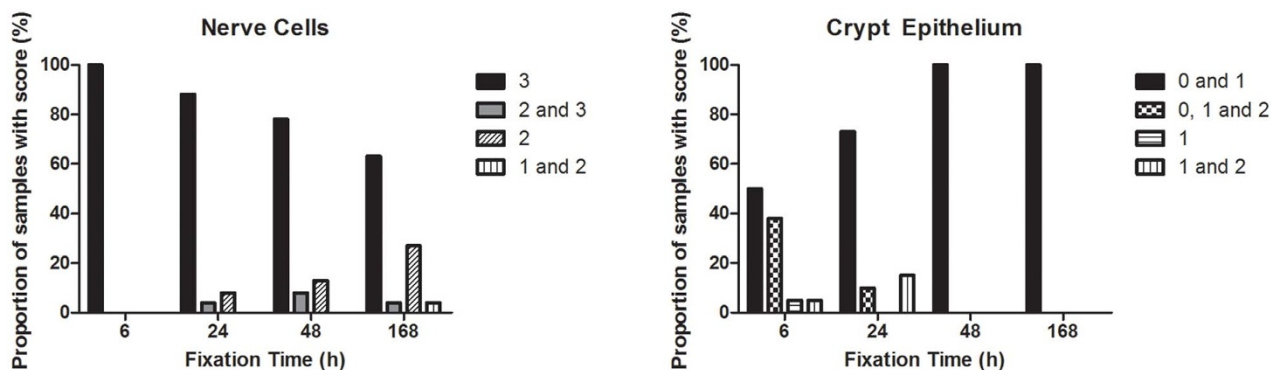 Nerve Cells
Proportion of samples with score (%)
100
80
60
40
20
0
6 24 48 168
Fixation Time (h)
3
2 and 3
2
1 and 2
Crypt Epithelium
Proportion of samples with score (%)
100
80
60
40
20
0
6 24 48 168
Fixation Time (h)
0 and 1
0, 1 and 2
1
1 and 2